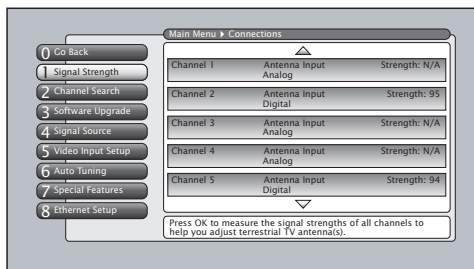 Main Menu ▶ Connections
0 Go Back
1 Signal Strength
2 Channel Search
3 Software Upgrade
4 Signal Source
5 Video Input Setup
6 Auto Tuning
7 Special Features
8 Ethernet Setup
Channel 1 Antenna Input Strength: N/A
Analog
Channel 2 Antenna Input Strength: 95
Digital
Channel 3 Antenna Input Strength: N/A
Analog
Channel 4 Antenna Input Strength: N/A
Analog
Channel 5 Antenna Input Strength: 94
Digital
Press OK to measure the signal strengths of all channels to
help you adjust terrestrial TV antenna(s).